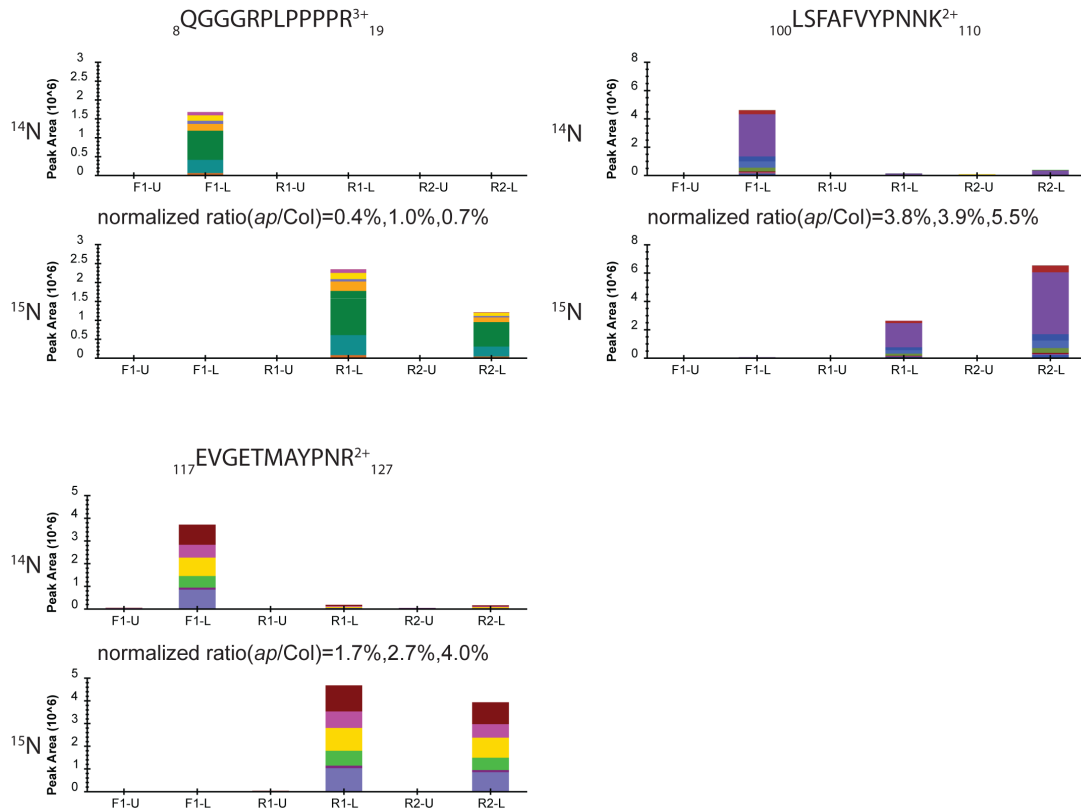 8QGGGRPLPPPPR3+19
3
2.5
2
1.5
1
0.5
0
Peak Area (10^6)
14N
F1-U F1-L R1-U R1-L R2-U R2-L
normalized ratio(ap/Col)=0.4%,1.0%,0.7%
3
2.5
2
1.5
1
0.5
0
Peak Area (10^6)
15N
F1-U F1-L R1-U R1-L R2-U R2-L
100LSFAFVYPNNK2+110
8
6
4
2
0
Peak Area (10^6)
14N
F1-U F1-L R1-U R1-L R2-U R2-L
normalized ratio(ap/Col)=3.8%,3.9%,5.5%
8
6
4
2
0
Peak Area (10^6)
15N
F1-U F1-L R1-U R1-L R2-U R2-L
117EVGETMAYPNR2+127
5
4
3
2
1
0
Peak Area (10^6)
14N
F1-U F1-L R1-U R1-L R2-U R2-L
normalized ratio(ap/Col)=1.7%,2.7%,4.0%
5
4
3
2
1
0
Peak Area (10^6)
15N
F1-U F1-L R1-U R1-L R2-U R2-L